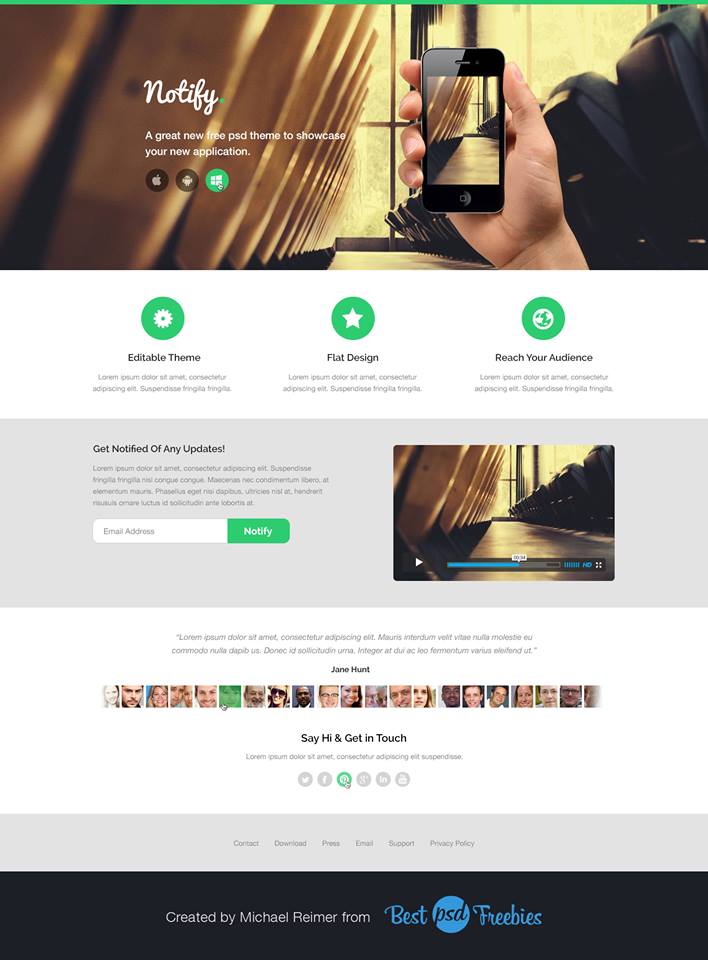 Notify.
A great new free psd theme to showcase
your new application.
Editable Theme
Flat Design
Reach Your Audience
Lorem ipsum dolor sit amet, consectetur
adipiscing elit. Suspendisse fringilla fringilla.
Lorem ipsum dolor sit amet, consectetur
adipiscing elit. Suspendisse fringilla fringilla.
Lorem ipsum dolor sit amet, consectetur
adipiscing elit. Suspendisse fringilla fringilla.
Get Notified Of Any Updates!
Lorem ipsum dolor sit amet, consectetur adipiscing elit. Suspendisse
fringilla fringilla nisl congue congue. Maecenas nec condimentum libero, at
elementum mauris. Phasellus eget nisi dapibus, ultricies nisl at, hendrerit
risusuis ornare luctus id sollicitudin ante lobortis at.
Email Address
Notify
00:34
HD
“Lorem ipsum dolor sit amet, consectetur adipiscing elit. Mauris interdum velit vitae nulla molestie eu
commodo nulla dapib us. Donec id sollicitudin urna. Integer at dui ac leo fermentum varius eleifend ut.”
Jane Hunt
Say Hi & Get in Touch
Lorem ipsum dolor sit amet, consectetur adipiscing elit suspendisse.
Contact
Download
Press
Email
Support
Privacy Policy
Created by Michael Reimer from
Best psd Freebies